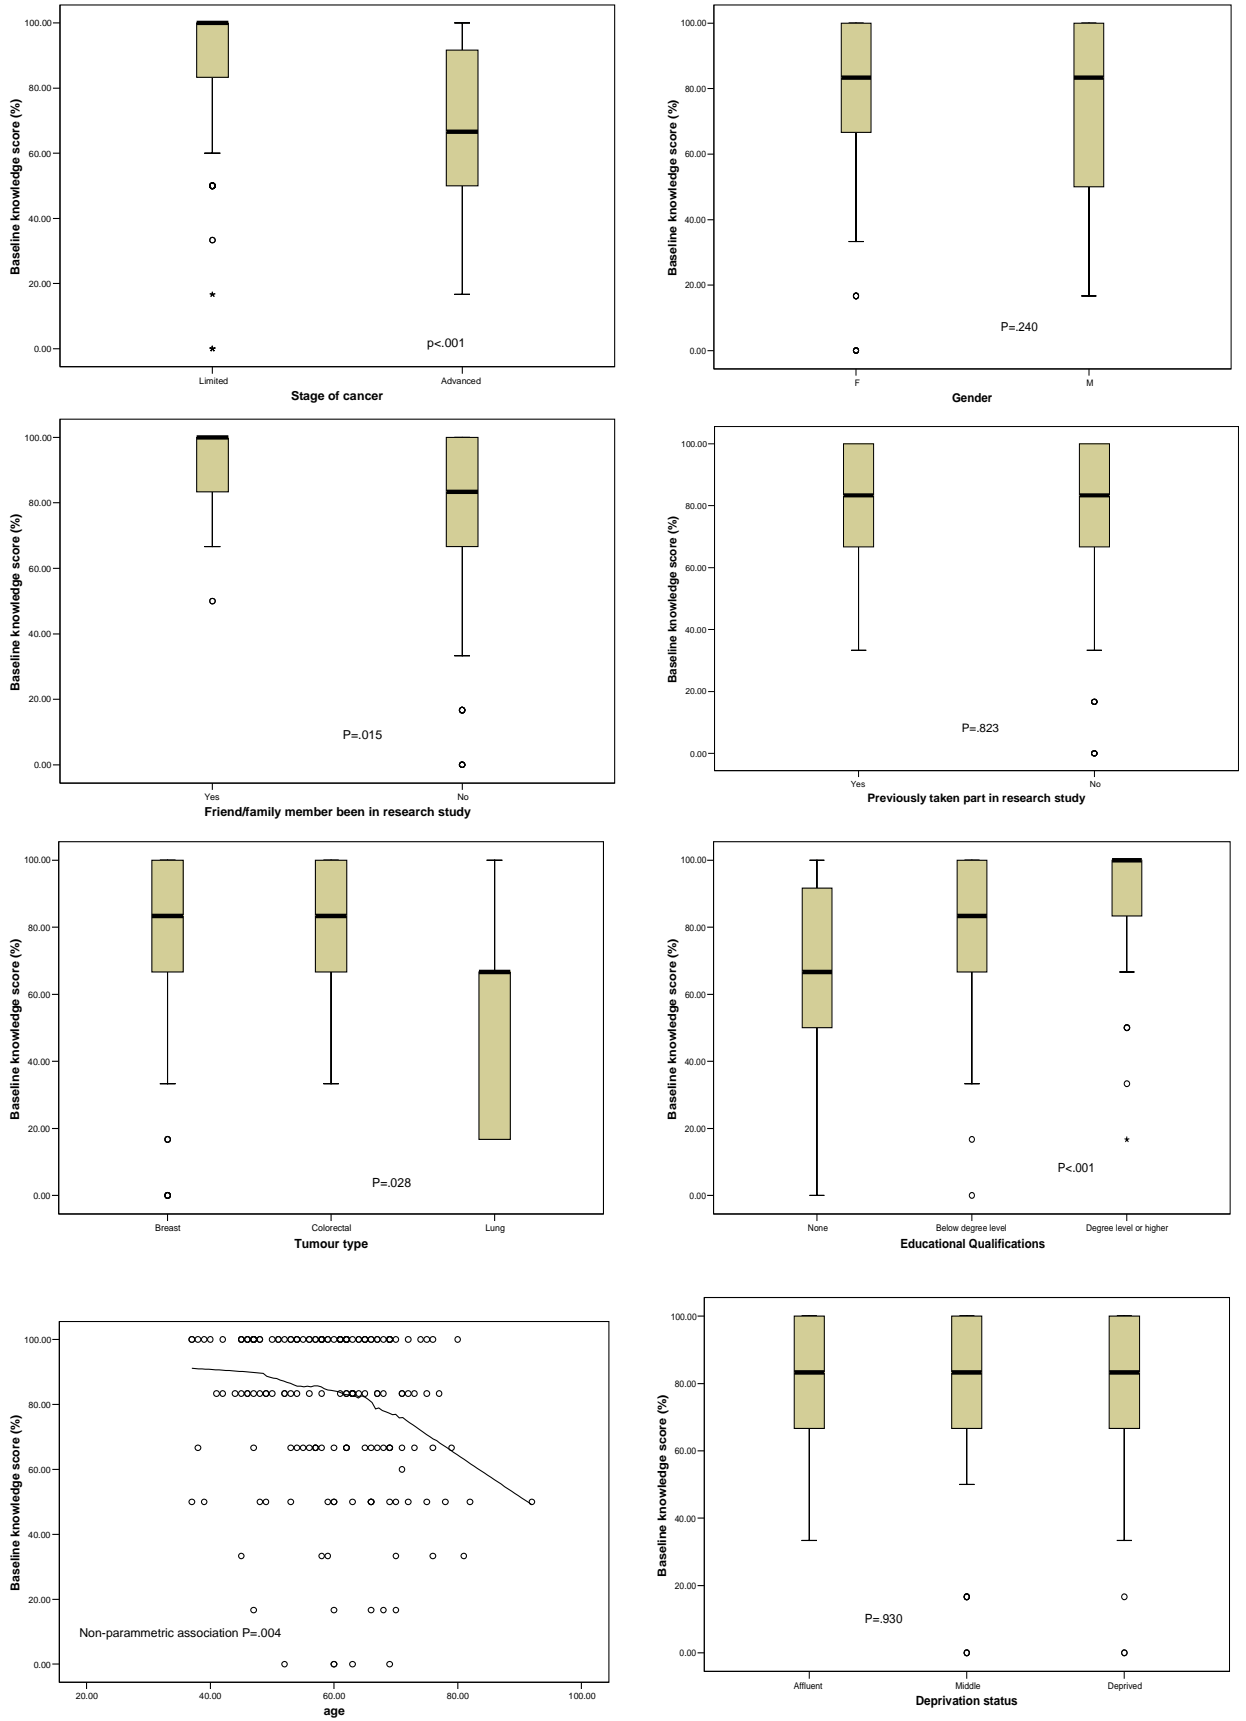 100.00
80.00
60.00
40.00
20.00
0.00
Baseline knowledge score (%)
p<.001
Limited
Advanced
Stage of cancer
100.00
80.00
60.00
40.00
20.00
0.00
Baseline knowledge score (%)
P=.240
F
M
Gender
100.00
80.00
60.00
40.00
20.00
0.00
Baseline knowledge score (%)
P=.015
Yes
No
Friend/family member been in research study
100.00
80.00
60.00
40.00
20.00
0.00
Baseline knowledge score (%)
P=.823
Yes
No
Previously taken part in research study
100.00
80.00
60.00
40.00
20.00
0.00
Baseline knowledge score (%)
P=.028
Breast
Colorectal
Lung
Tumour type
100.00
80.00
60.00
40.00
20.00
0.00
Baseline knowledge score (%)
P<.001
None
Below degree level
Degree level or higher
Educational Qualifications
100.00
80.00
60.00
40.00
20.00
0.00
Baseline knowledge score (%)
Non-parammetric association P=.004
20.00
40.00
60.00
80.00
100.00
age
100.00
80.00
60.00
40.00
20.00
0.00
Baseline knowledge score (%)
P=.930
Affluent
Middle
Deprived
Deprivation status